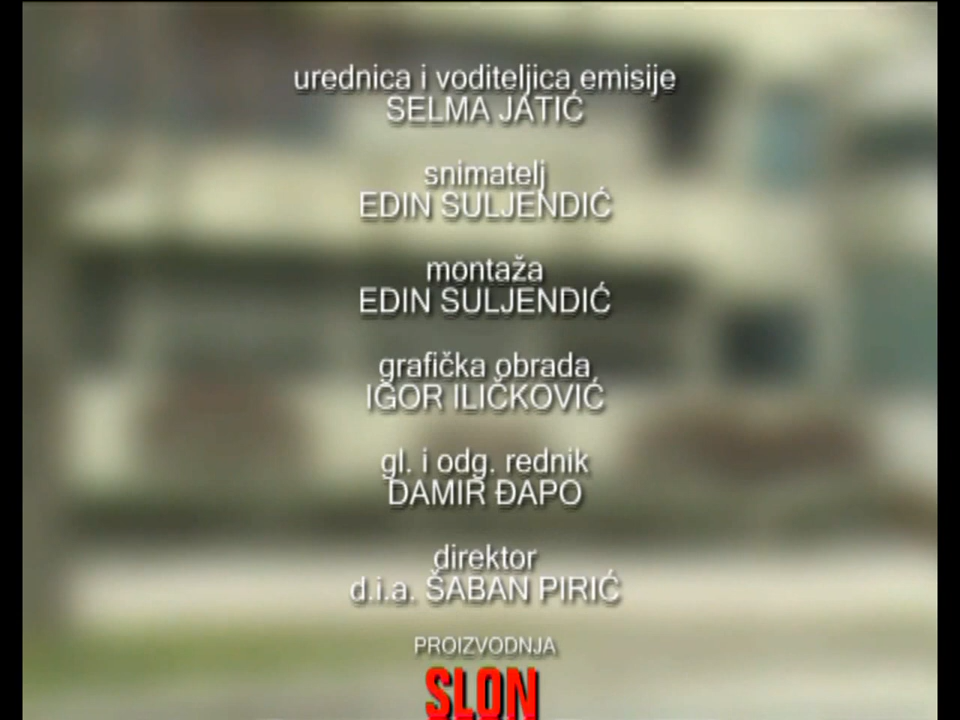 urednica i voditeljica emisije
SELMA JATIĆ
snimatelj
EDIN SULJENDIĆ
montaža
EDIN SULJENDIĆ
grafička obrada
IGOR ILIČKOVIĆ
gl. i odg. rednik
DAMIR ĐAPO
direktor
d.i.a. ŠABAN PIRIĆ
PROIZVODNJA
SLON